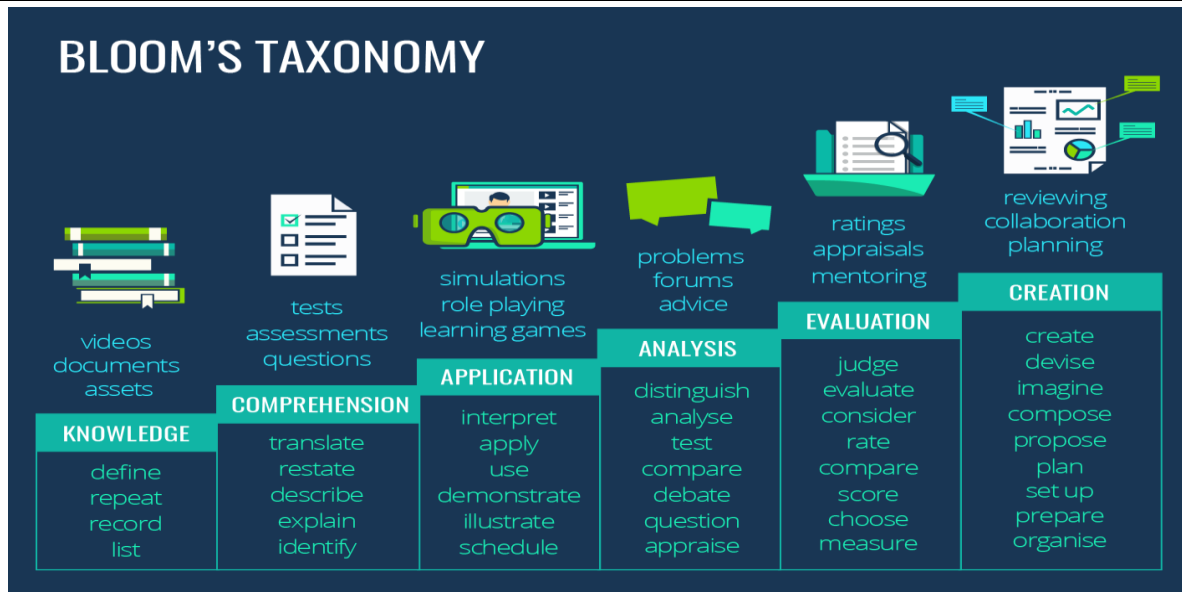 BLOOM'S TAXONOMY
videos
documents
assets
KNOWLEDGE
define
repeat
record
list
tests
assessments
questions
COMPREHENSION
translate
restate
describe
explain
identify
simulations
role playing
learning games
APPLICATION
interpret
apply
use
demonstrate
illustrate
schedule
problems
forums
advice
ANALYSIS
distinguish
analyse
test
compare
debate
question
appraise
ratings
appraisals
mentoring
EVALUATION
judge
evaluate
consider
rate
compare
score
choose
measure
reviewing
collaboration
planning
CREATION
create
devise
imagine
compose
propose
plan
set up
prepare
organise